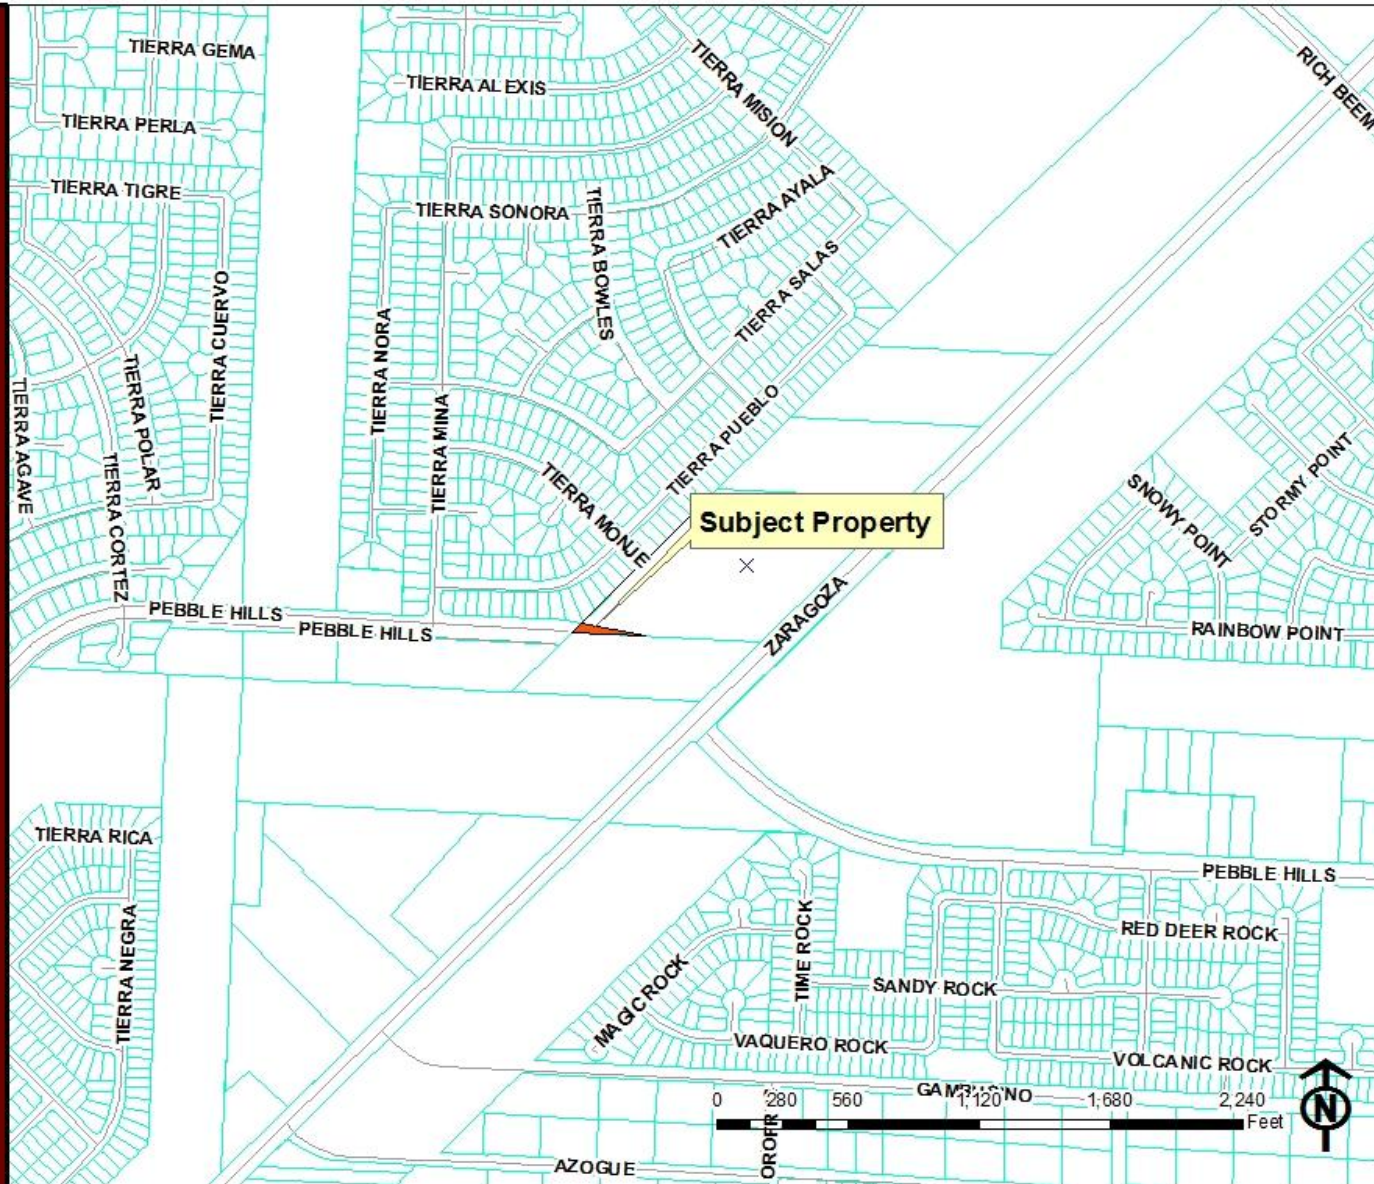 TIERRA GEMA
TIERRA MISION
RICH BEEM
TIERRA ALEXIS
TIERRA PERLA
TIERRA TIGRE
TIERRA SONORA
TIERRA BOWLES
TIERRA AYALA
TIERRA SALAS
TIERRA CUERVO
TIERRA NORA
TIERRA POLAR
TIERRA AGAVE
TIERRA MINA
TIERRA PUEBLO
TIERRA CORTEZ
TIERRA MONJE
SNOWY POINT
STORMY POINT
Subject Property
ZARAGOZA
PEBBLE HILLS
PEBBLE HILLS
RAINBOW POINT
TIERRA RICA
TIERRA NEGRA
PEBBLE HILLS
RED DEER ROCK
TIME ROCK
SANDY ROCK
MAGIC ROCK
VAQUERO ROCK
VOLCANIC ROCK
0 280 560 1,120 1,680 2,240
Feet
N
AZOGUE